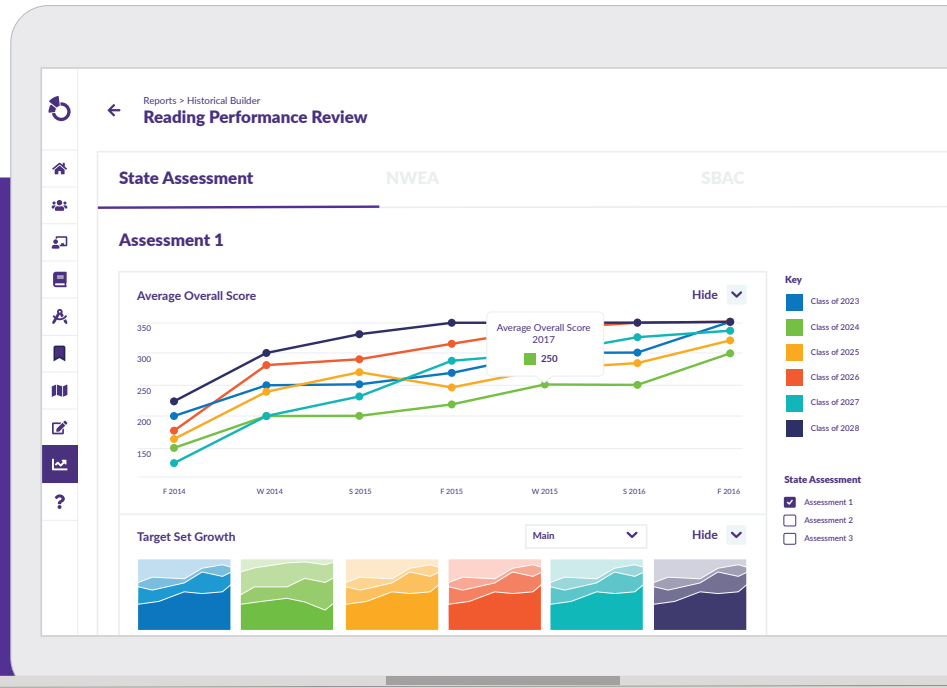 Reports > Historical Builder
Reading Performance Review
State Assessment
NWEA
SBAC
Assessment 1
Average Overall Score
Hide
350
300
250
200
150
Average Overall Score
2017
250
F 2014
W 2014
S 2015
F 2015
W 2015
S 2016
F 2016
Key
Class of 2023
Class of 2024
Class of 2025
Class of 2026
Class of 2027
Class of 2028
State Assessment
Assessment 1
Assessment 2
Assessment 3
Target Set Growth
Main
Hide
?